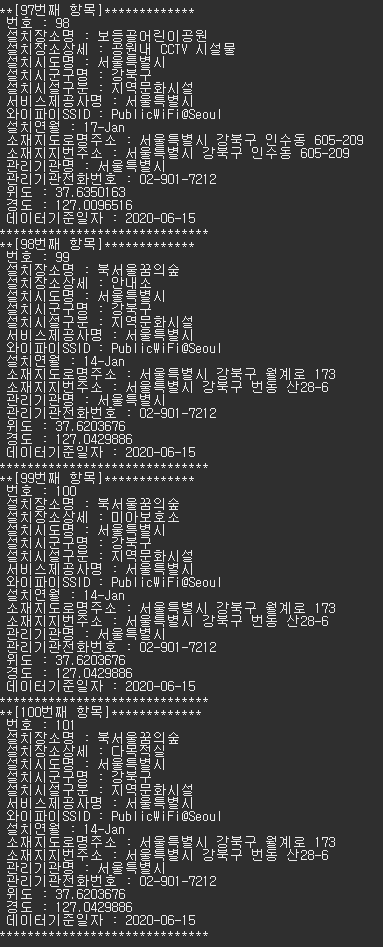 **[97번째 항목]*************
번호 : 98
설치장소명 : 보등골어린이공원
설치장소상세 : 공원내 CCTV 시설물
설치시도명 : 서울특별시
설치시군구명 : 강북구
설치시설구분 : 지역문화시설
서비스제공사명 : 서울특별시
와이파이SSID : PublicWiFi@Seoul
설치연월 : 17-Jan
소재지도로명주소 : 서울특별시 강북구 인수동 605-209
소재지지번주소 : 서울특별시 강북구 인수동 605-209
관리기관명 : 서울특별시
관리기관전화번호 : 02-901-7212
위도 : 37.6350163
경도 : 127.0096516
데이터기준일자 : 2020-06-15
******************************
**[98번째 항목]*************
번호 : 99
설치장소명 : 북서울꿈의숲
설치장소상세 : 안내소
설치시도명 : 서울특별시
설치시군구명 : 강북구
설치시설구분 : 지역문화시설
서비스제공사명 : 서울특별시
와이파이SSID : PublicWiFi@Seoul
설치연월 : 14-Jan
소재지도로명주소 : 서울특별시 강북구 월계로 173
소재지지번주소 : 서울특별시 강북구 번동 산28-6
관리기관명 : 서울특별시
관리기관전화번호 : 02-901-7212
위도 : 37.6203676
경도 : 127.0429886
데이터기준일자 : 2020-06-15
******************************
**[99번째 항목]*************
번호 : 100
설치장소명 : 북서울꿈의숲
설치장소상세 : 미아보호소
설치시도명 : 서울특별시
설치시군구명 : 강북구
설치시설구분 : 지역문화시설
서비스제공사명 : 서울특별시
와이파이SSID : PublicWiFi@Seoul
설치연월 : 14-Jan
소재지도로명주소 : 서울특별시 강북구 월계로 173
소재지지번주소 : 서울특별시 강북구 번동 산28-6
관리기관명 : 서울특별시
관리기관전화번호 : 02-901-7212
위도 : 37.6203676
경도 : 127.0429886
데이터기준일자 : 2020-06-15
******************************
**[100번째 항목]*************
번호 : 101
설치장소명 : 북서울꿈의숲
설치장소상세 : 다목적실
설치시도명 : 서울특별시
설치시군구명 : 강북구
설치시설구분 : 지역문화시설
서비스제공사명 : 서울특별시
와이파이SSID : PublicWiFi@Seoul
설치연월 : 14-Jan
소재지도로명주소 : 서울특별시 강북구 월계로 173
소재지지번주소 : 서울특별시 강북구 번동 산28-6
관리기관명 : 서울특별시
관리기관전화번호 : 02-901-7212
위도 : 37.6203676
경도 : 127.0429886
데이터기준일자 : 2020-06-15
******************************